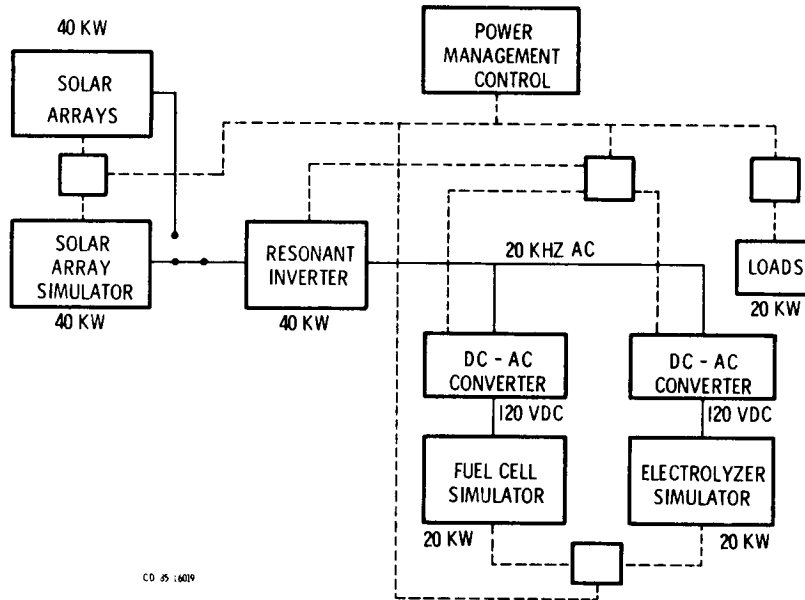 40 KW
SOLAR
ARRAYS
POWER
MANAGEMENT
CONTROL
SOLAR
ARRAY
SIMULATOR
40 KW
RESONANT
INVERTER
40 KW
20 KHZ AC
LOADS
20 KW
DC - AC
CONVERTER
120 VDC
DC - AC
CONVERTER
120 VDC
FUEL CELL
SIMULATOR
20 KW
ELECTROLYZER
SIMULATOR
20 KW